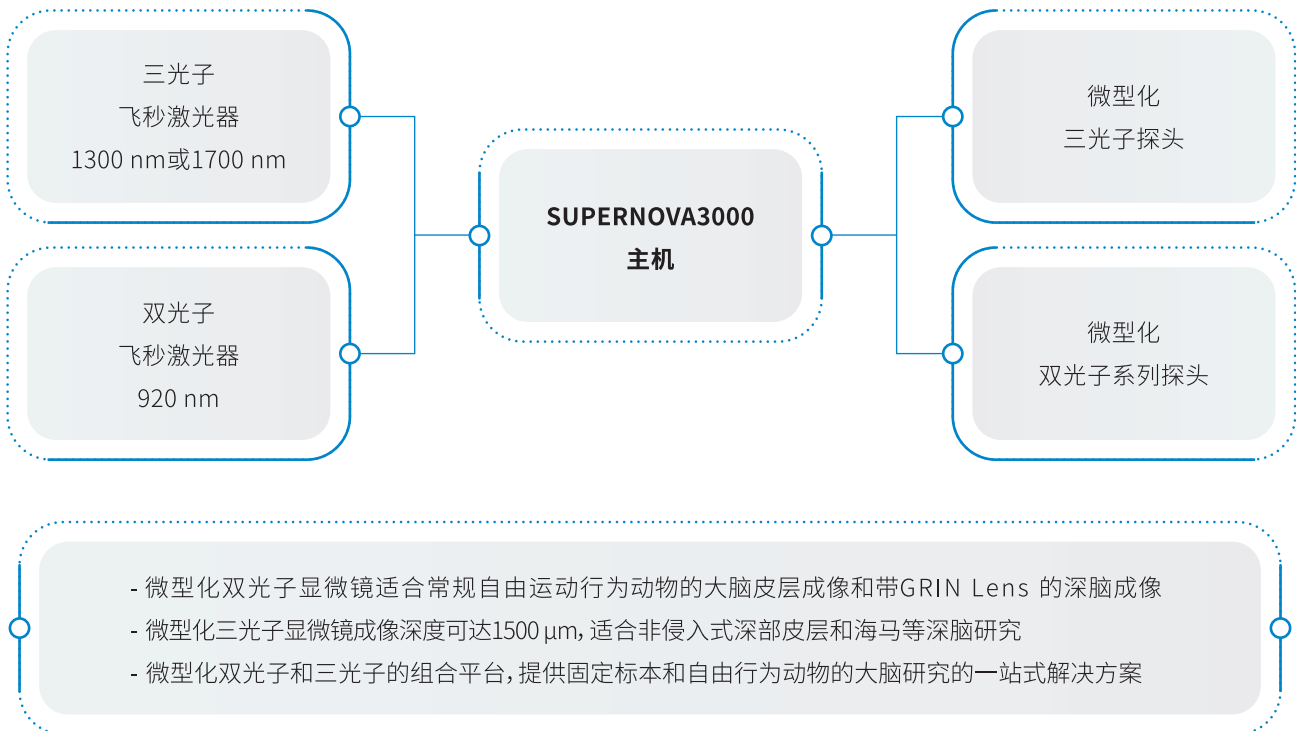 三光子
飞秒激光器
1300 nm或1700 nm
双光子
飞秒激光器
920 nm
SUPERNOVA3000
主机
微型化
三光子探头
微型化
双光子系列探头
- 微型化双光子显微镜适合常规自由运动行为动物的大脑皮层成像和带GRIN Lens 的深脑成像
- 微型化三光子显微镜成像深度可达1500 μm, 适合非侵入式深部皮层和海马等深脑研究
- 微型化双光子和三光子的组合平台, 提供固定标本和自由行为动物的大脑研究的一站式解决方案